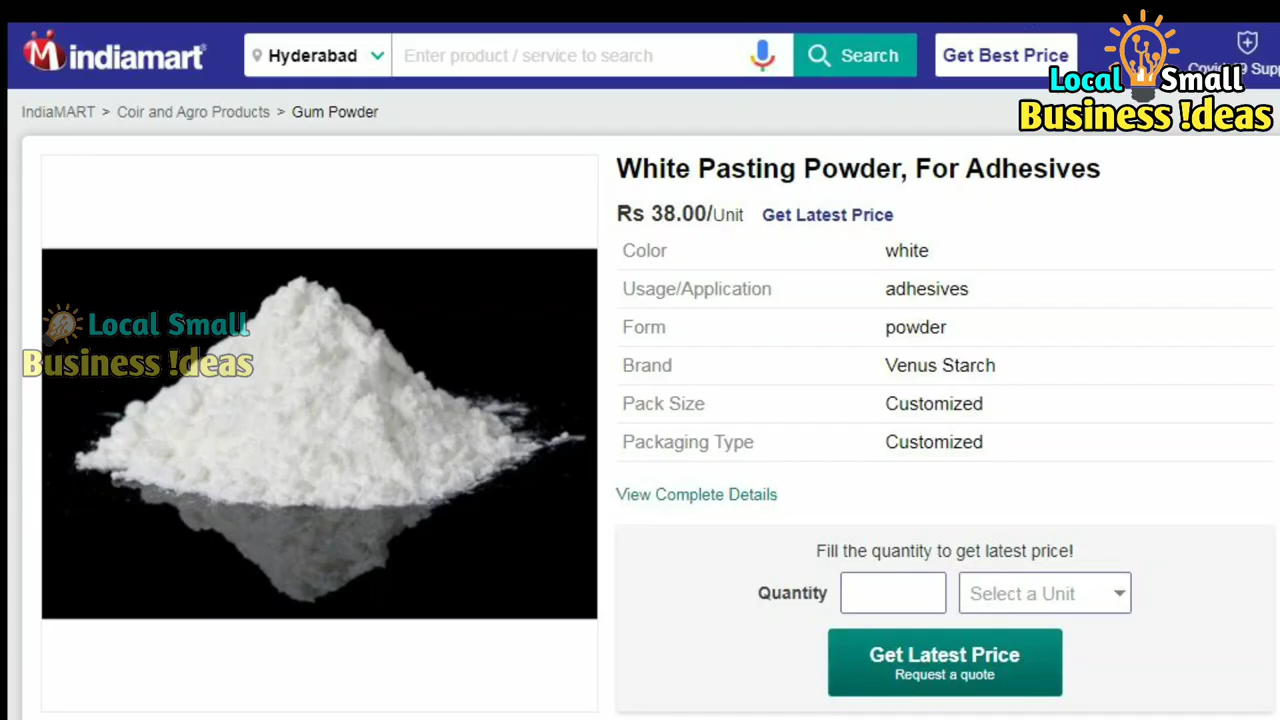 indiamart
Hyderabad
Enter product / service to search
Search
Get Best Price
Local Small
Business !deas
IndiaMART > Coir and Agro Products > Gum Powder
White Pasting Powder, For Adhesives
Rs 38.00/Unit Get Latest Price
Color white
Usage/Application adhesives
Form powder
Brand Venus Starch
Pack Size Customized
Packaging Type Customized
View Complete Details
Local Small
Business !deas
Fill the quantity to get latest price!
Quantity Select a Unit
Get Latest Price
Request a quote